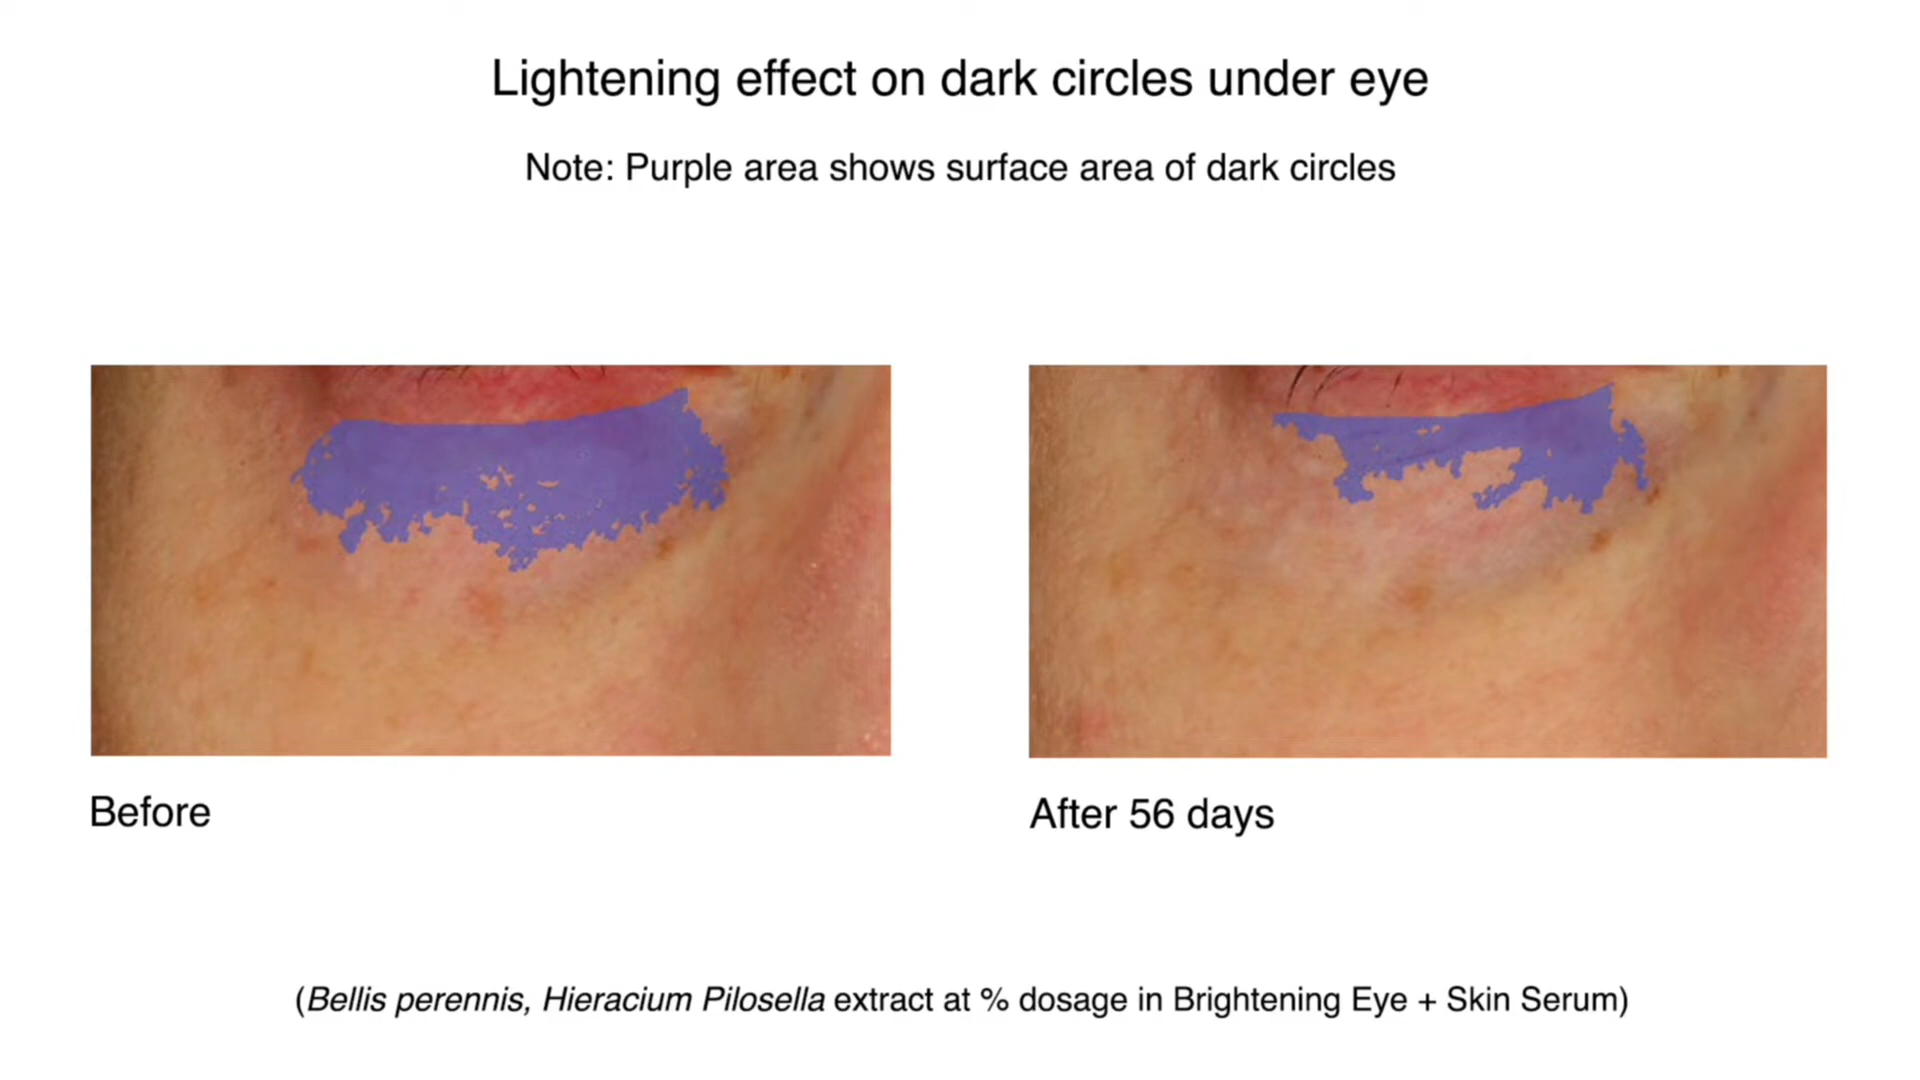 Lightening effect on dark circles under eye
Note: Purple area shows surface area of dark circles
Before
After 56 days
(Bellis perennis, Hieracium Pilosella extract at % dosage in Brightening Eye + Skin Serum)